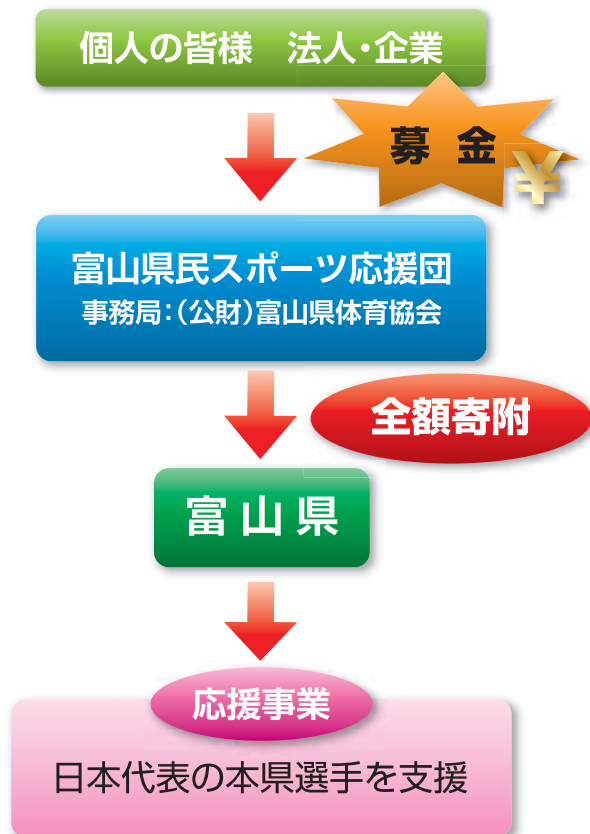 個人の皆様　法人・企業
募 金
¥
富山県民スポーツ応援団
事務局：（公財）富山県体育協会
全額寄附
富山県
応援事業
日本代表の本県選手を支援